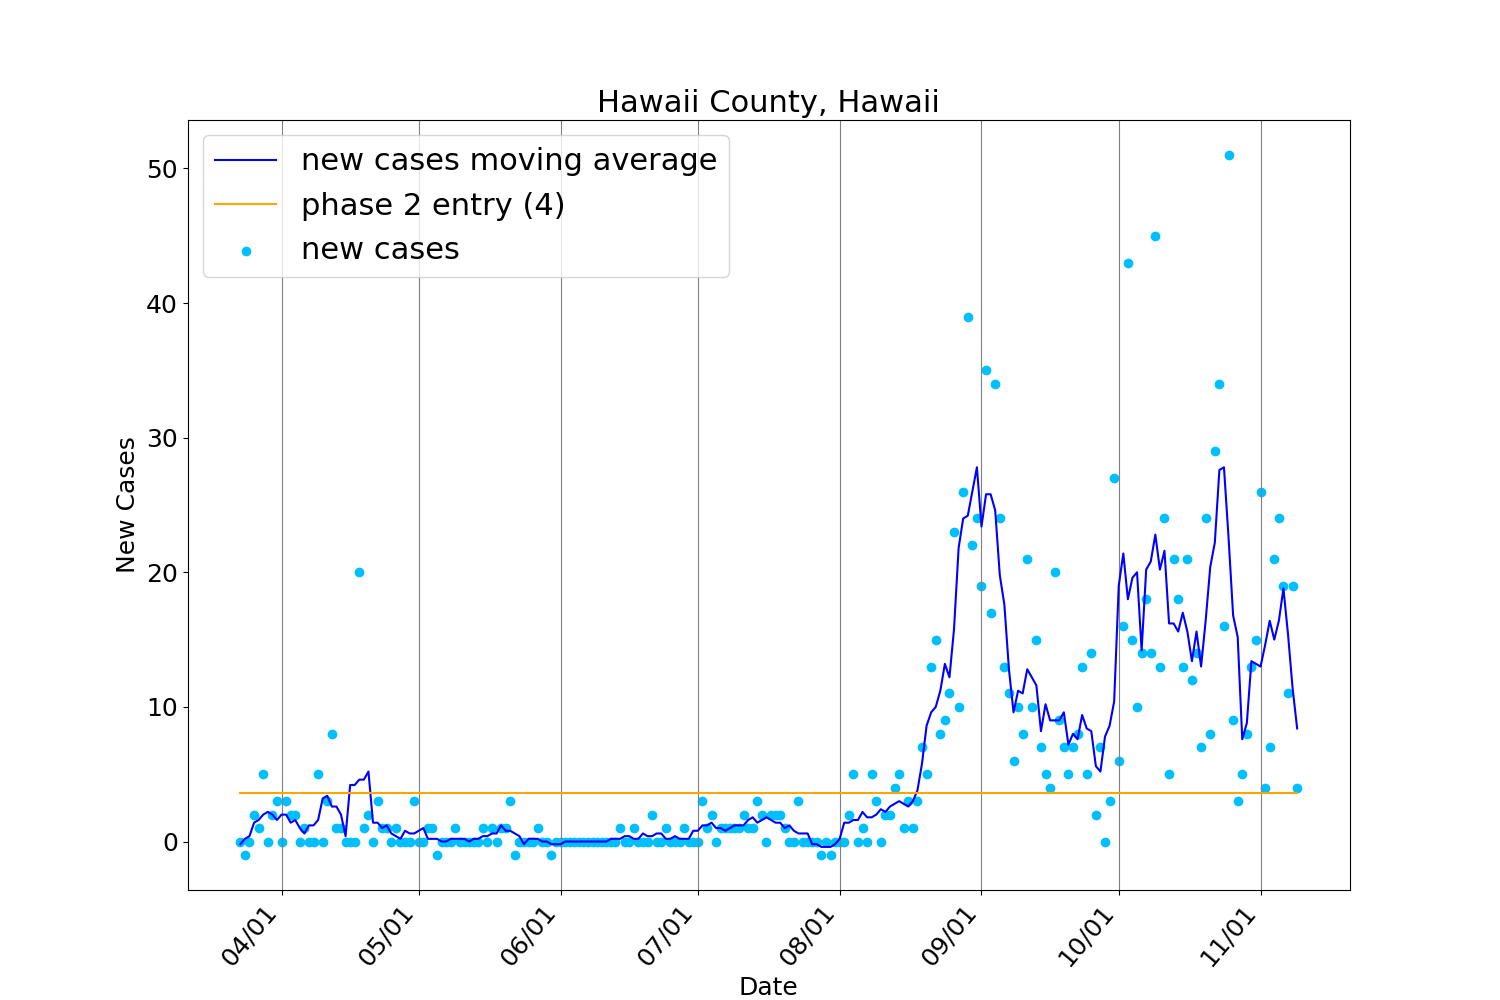 Hawaii County, Hawaii
new cases moving average
phase 2 entry (4)
new cases
50
40
30
20
10
0
New Cases
04/01
05/01
06/01
07/01
08/01
09/01
10/01
11/01
Date